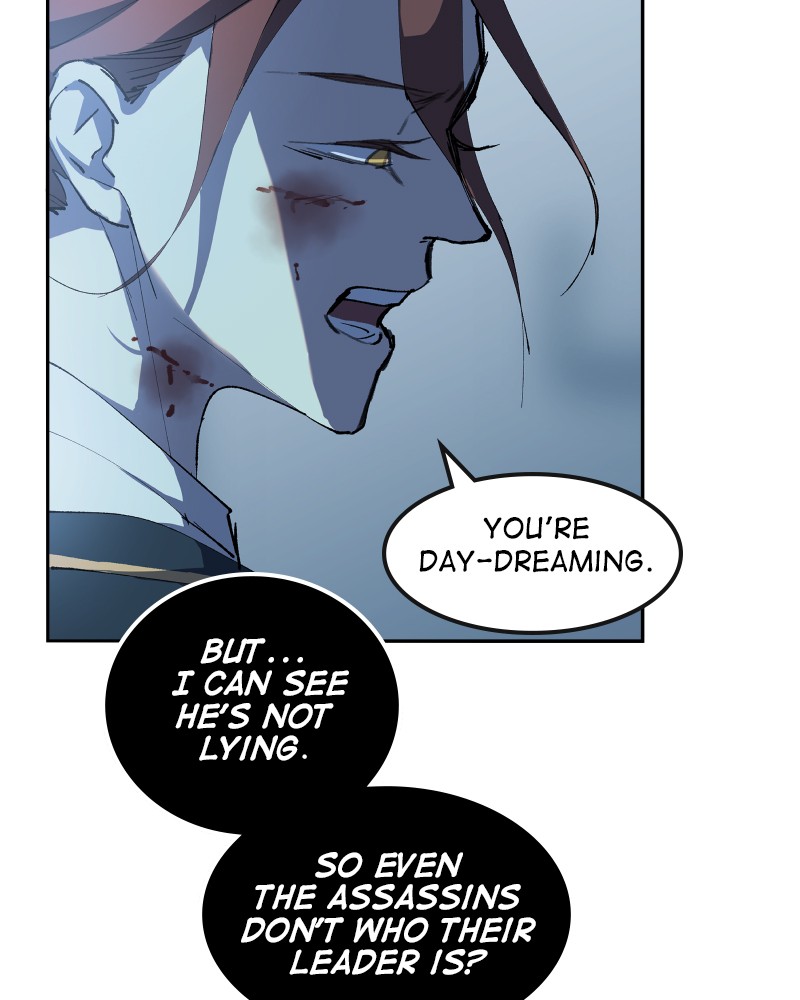 YOU'RE
DAY-DREAMING.
BUT...
I CAN SEE
HE'S NOT
LYING.
SO EVEN
THE ASSASSINS
DON'T WHO THEIR
LEADER IS?